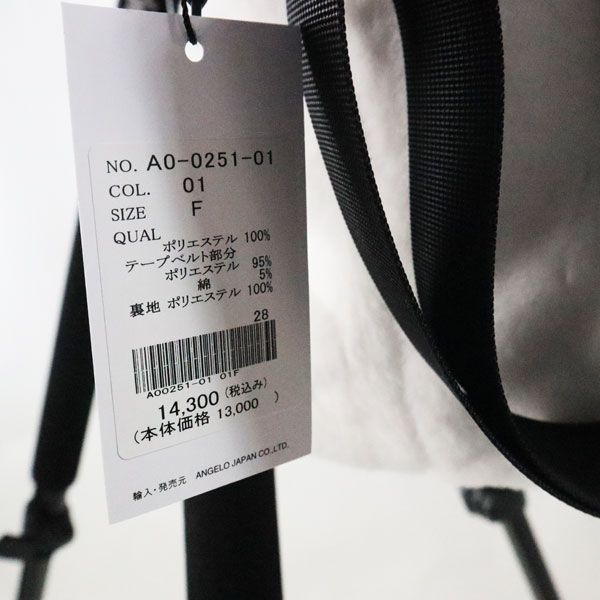 NO. A0-0251-01
COL. 01
SIZE F
QUAL
ポリエステル 100%
テープベルト部分
ポリエステル 95%
綿 5%
裏地 ポリエステル 100%
28
A00251-01 01F
14,300 (税込み)
(本体価格 13,000 )
輸入・発売元 ANGELO JAPAN CO.,LTD.